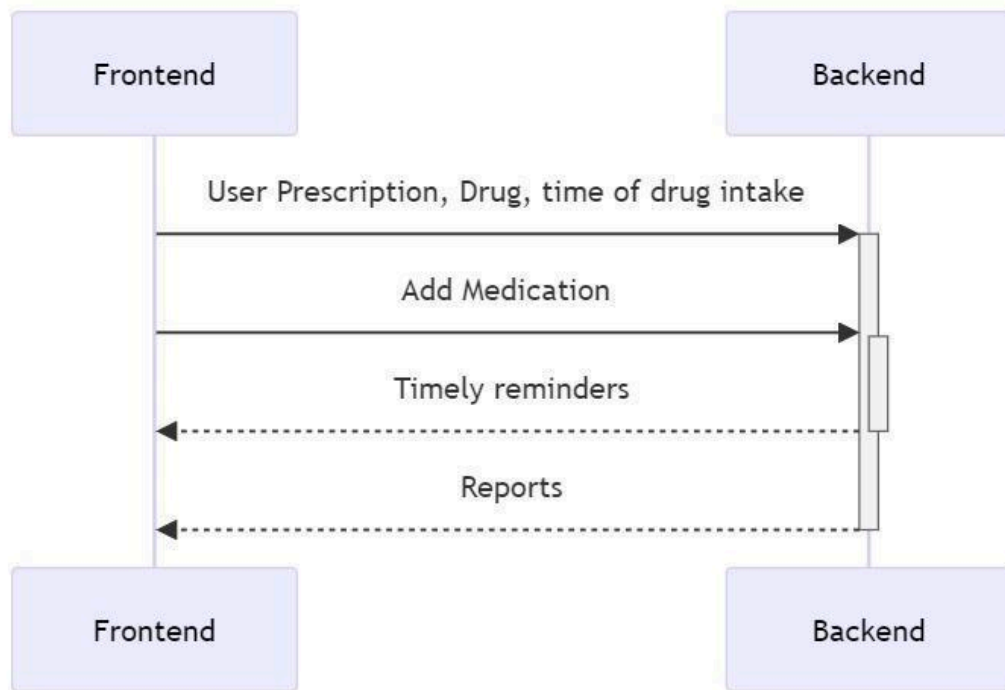 Frontend
Backend
User Prescription, Drug, time of drug intake
Add Medication
Timely reminders
Reports
Frontend
Backend